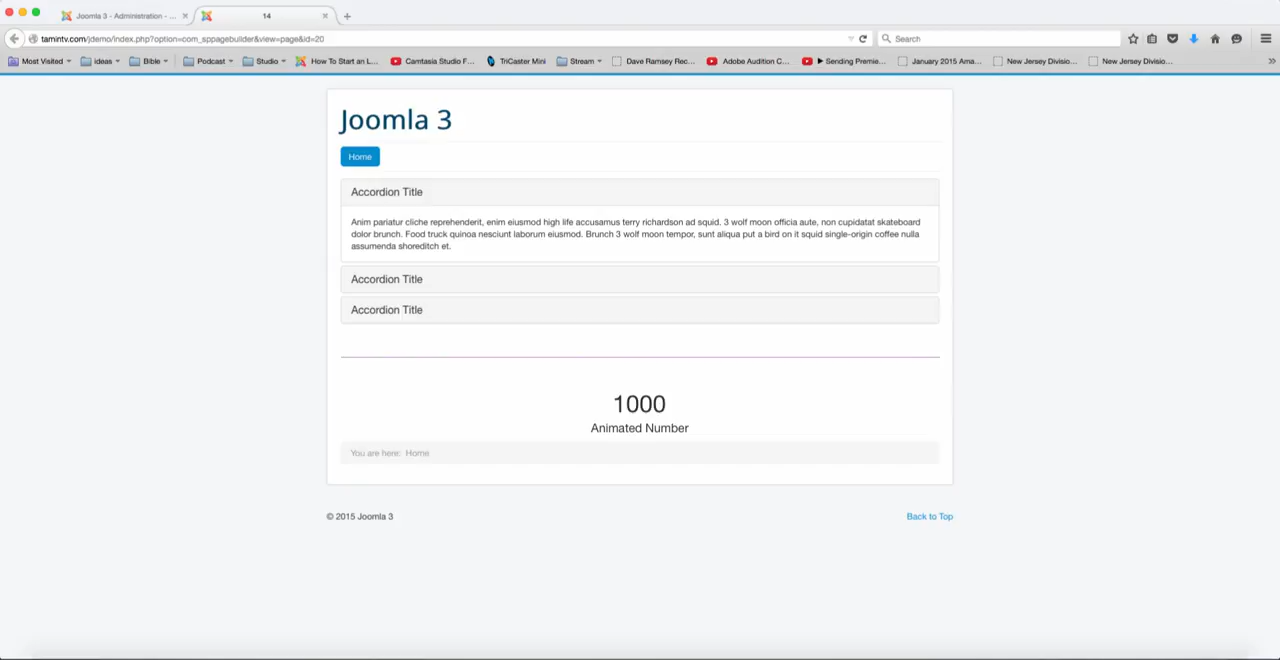 Joomla 3 - Administration - ...
14
tamintv.com/jdemo/index.php?option=com_sppagebuilder&view=page&id=20
Search
Most Visited
ideas
Bible
Podcast
Studio
How To Start an L...
Camtasia Studio F...
TriCaster Mini
Stream
Dave Ramsey Rec...
Adobe Audition C...
► Sending Premie...
January 2015 Ama...
New Jersey Divisio...
New Jersey Divisio...
Joomla 3
Home
Accordion Title
Anim pariatur cliche reprehenderit, enim eiusmod high life accusamus terry richardson ad squid. 3 wolf moon officia aute, non cupidatat skateboard
dolor brunch. Food truck quinoa nesciunt laborum eiusmod. Brunch 3 wolf moon tempor, sunt aliqua put a bird on it squid single-origin coffee nulla
assumenda shoreditch et.
Accordion Title
Accordion Title
1000
Animated Number
You are here: Home
© 2015 Joomla 3
Back to Top